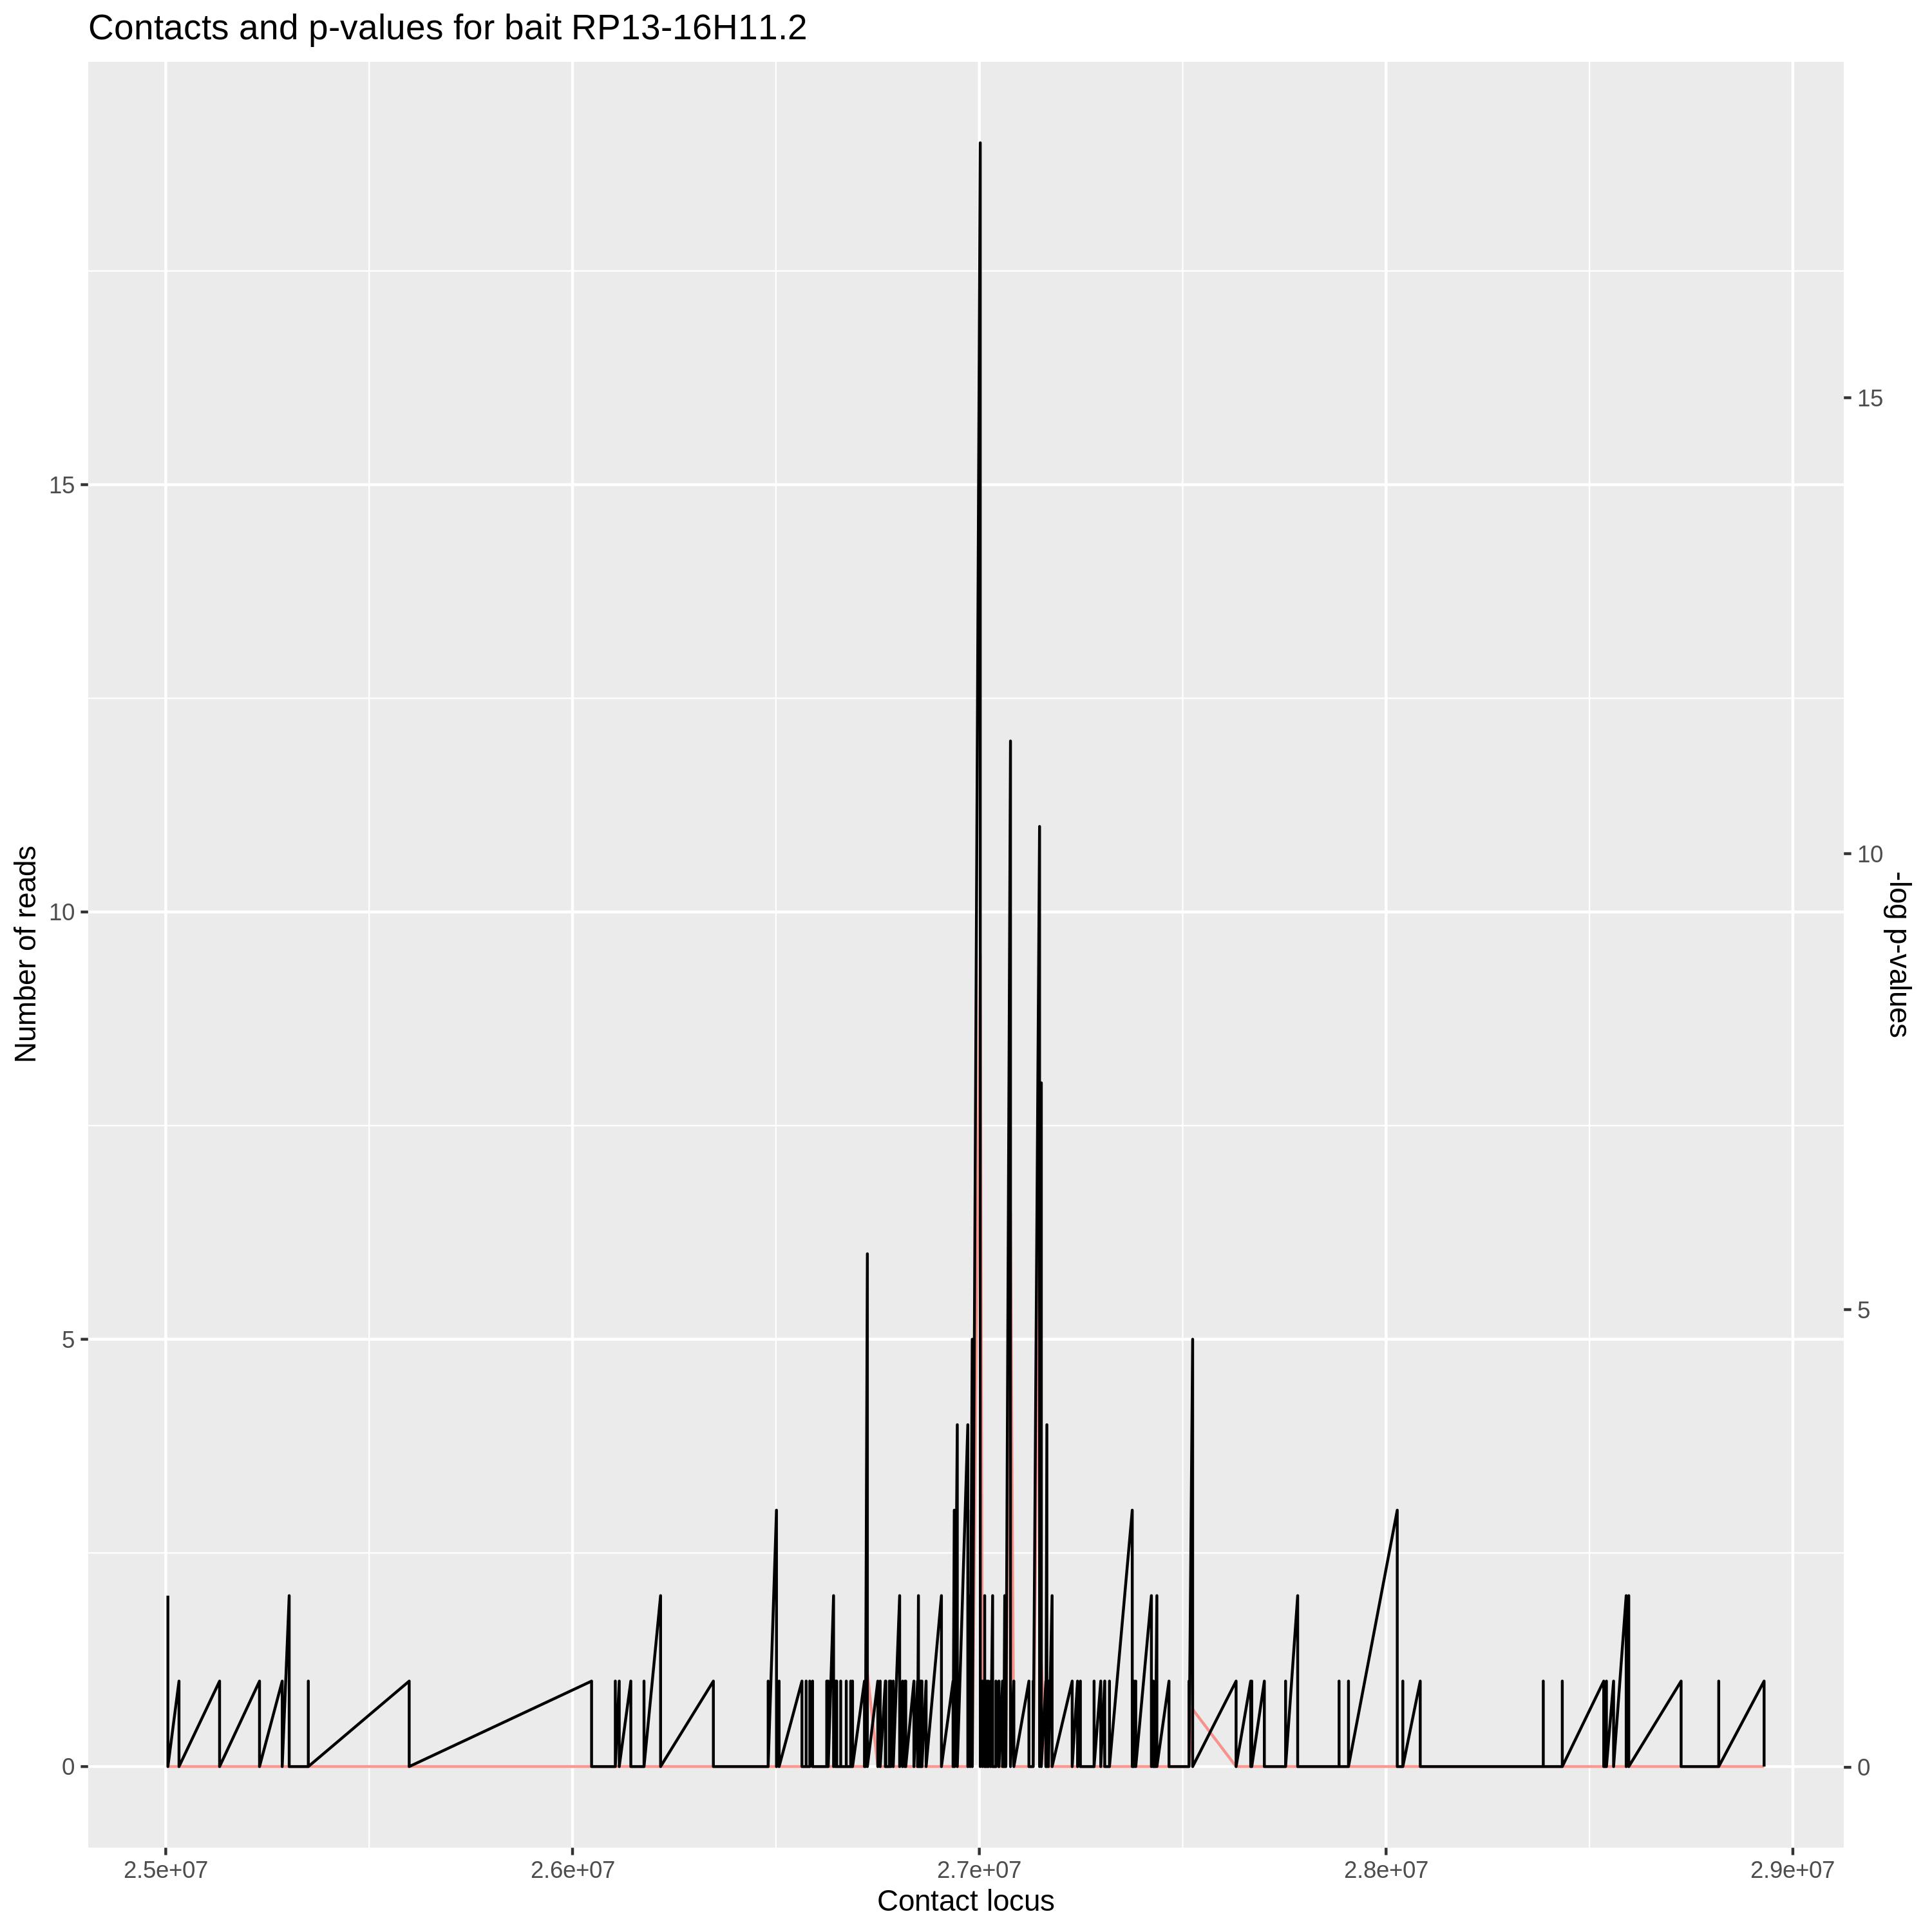 Contacts and p-values for bait RP13-16H11.2
15
10
5
0
Number of reads
15
10
5
0
-log p-values
2.5e+07 2.6e+07 2.7e+07 2.8e+07 2.9e+07
Contact locus